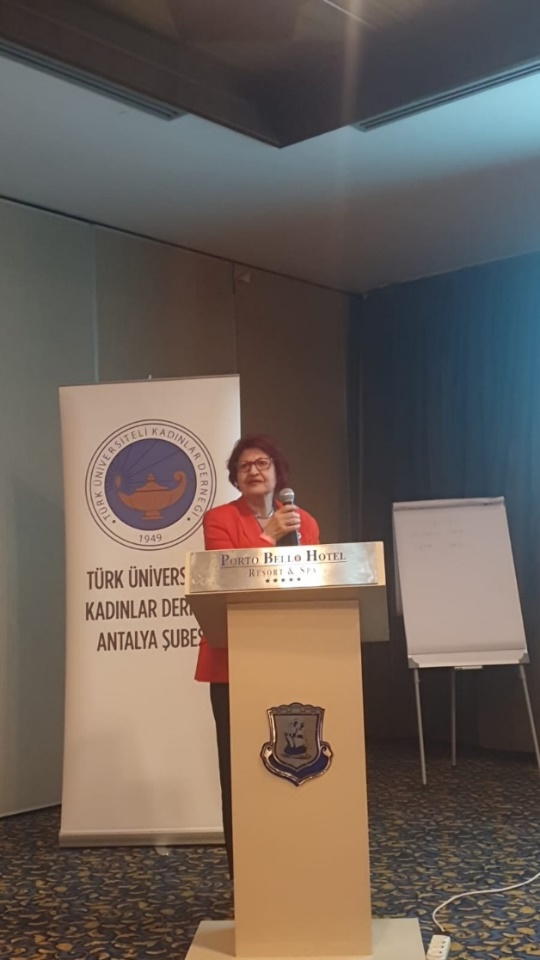 TÜRK ÜNİVERSİTELİ KADINLAR DERNEĞİ
1949
TÜRK ÜNİVERS
KADINLAR DER
ANTALYA ŞUBES
PORTO BELLO HOTEL
RESORT & SPA